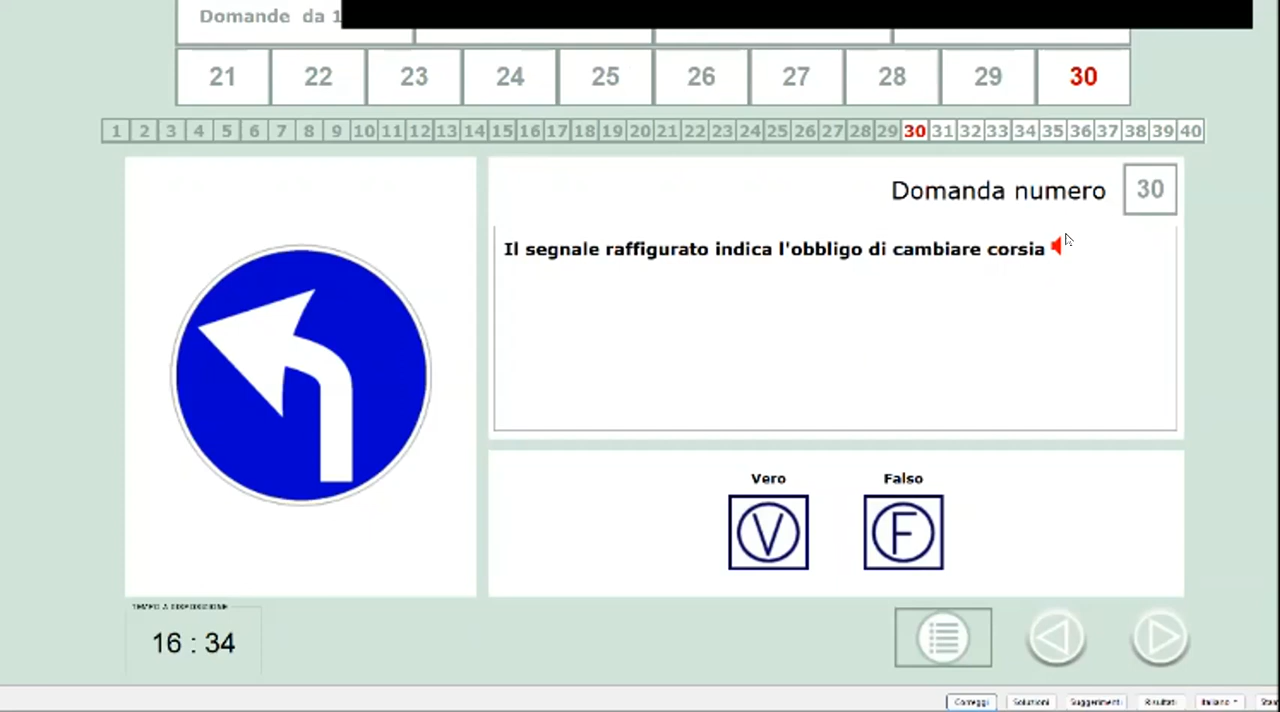 Domande da 1
21 22 23 24 25 26 27 28 29 30
1 2 3 4 5 6 7 8 9 10 11 12 13 14 15 16 17 18 19 20 21 22 23 24 25 26 27 28 29 30 31 32 33 34 35 36 37 38 39 40
Domanda numero 30
Il segnale raffigurato indica l'obbligo di cambiare corsia
Vero Falso
V F
TEMPO A DISPOSIZIONE
16 : 34
Correggi Soluzioni Suggerimenti Risultati Italiano